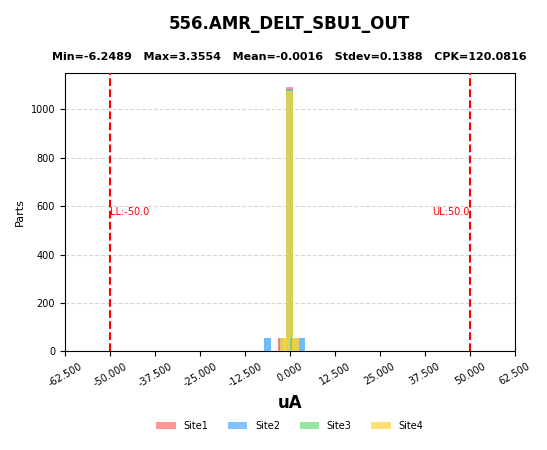 556.AMR_DELT_SBU1_OUT
Min=-6.2489 Max=3.3554 Mean=-0.0016 Stdev=0.1388 CPK=120.0816
1000
800
Parts
600
LL:-50.0
UL:50.0
400
200
0
-62.500 -50.000 -37.500 -25.000 -12.500 0.000 12.500 25.000 37.500 50.000 62.500
uA
Site1 Site2 Site3 Site4